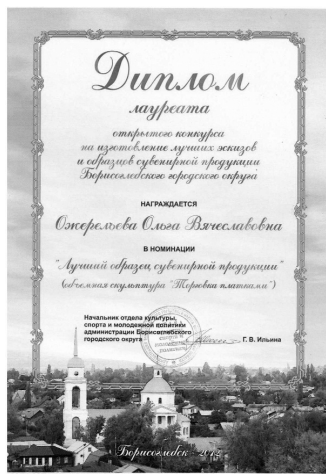 Диплом
лауреата
открытого конкурса
на изготовление лучших эскизов
и образцов сувенирной продукции
Борисоглебского городского округа
НАГРАЖДАЕТСЯ
Ожерельева Ольга Вячеславовна
В НОМИНАЦИИ
"Лучший образец сувенирной продукции"
(объемная скульптура "Торговка платками")
Начальник отдела культуры,
спорта и молодежной политики
администрации Борисоглебского
городского округа
Г. В. Ильина
Борисоглебск - 2012